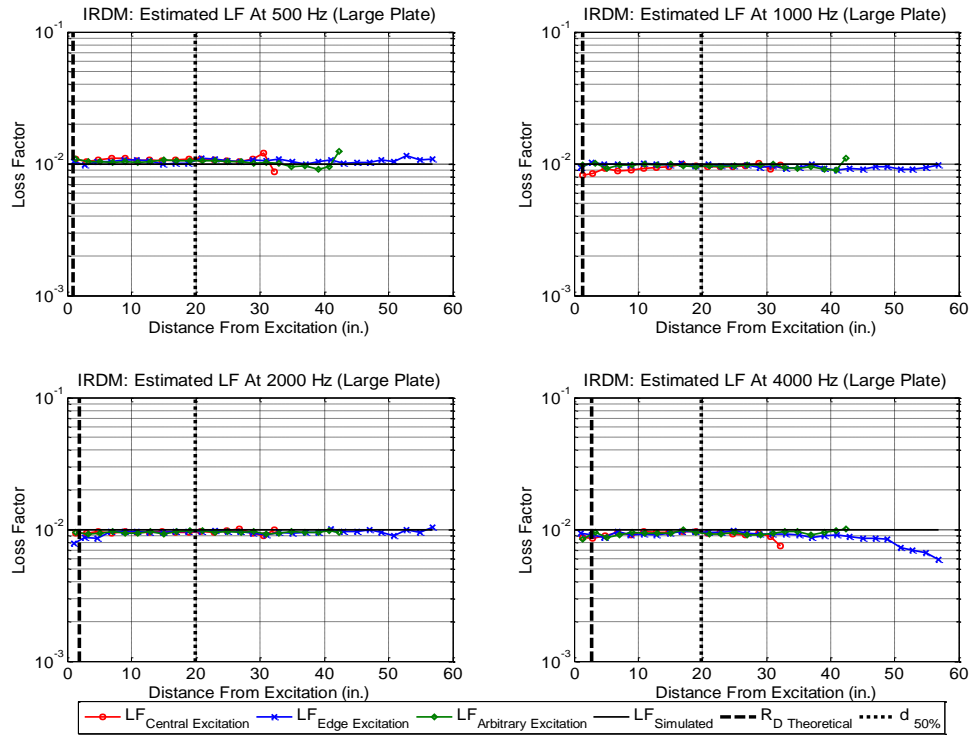 IRDM: Estimated LF At 500 Hz (Large Plate)
10^-1
10^-2
10^-3
Loss Factor
0 10 20 30 40 50 60
Distance From Excitation (in.)
IRDM: Estimated LF At 1000 Hz (Large Plate)
10^-1
10^-2
10^-3
Loss Factor
0 10 20 30 40 50 60
Distance From Excitation (in.)
IRDM: Estimated LF At 2000 Hz (Large Plate)
10^-1
10^-2
10^-3
Loss Factor
0 10 20 30 40 50 60
Distance From Excitation (in.)
IRDM: Estimated LF At 4000 Hz (Large Plate)
10^-1
10^-2
10^-3
Loss Factor
0 10 20 30 40 50 60
Distance From Excitation (in.)
LF Central Excitation LF Edge Excitation LF Arbitrary Excitation LF Simulated R D Theoretical d 50%